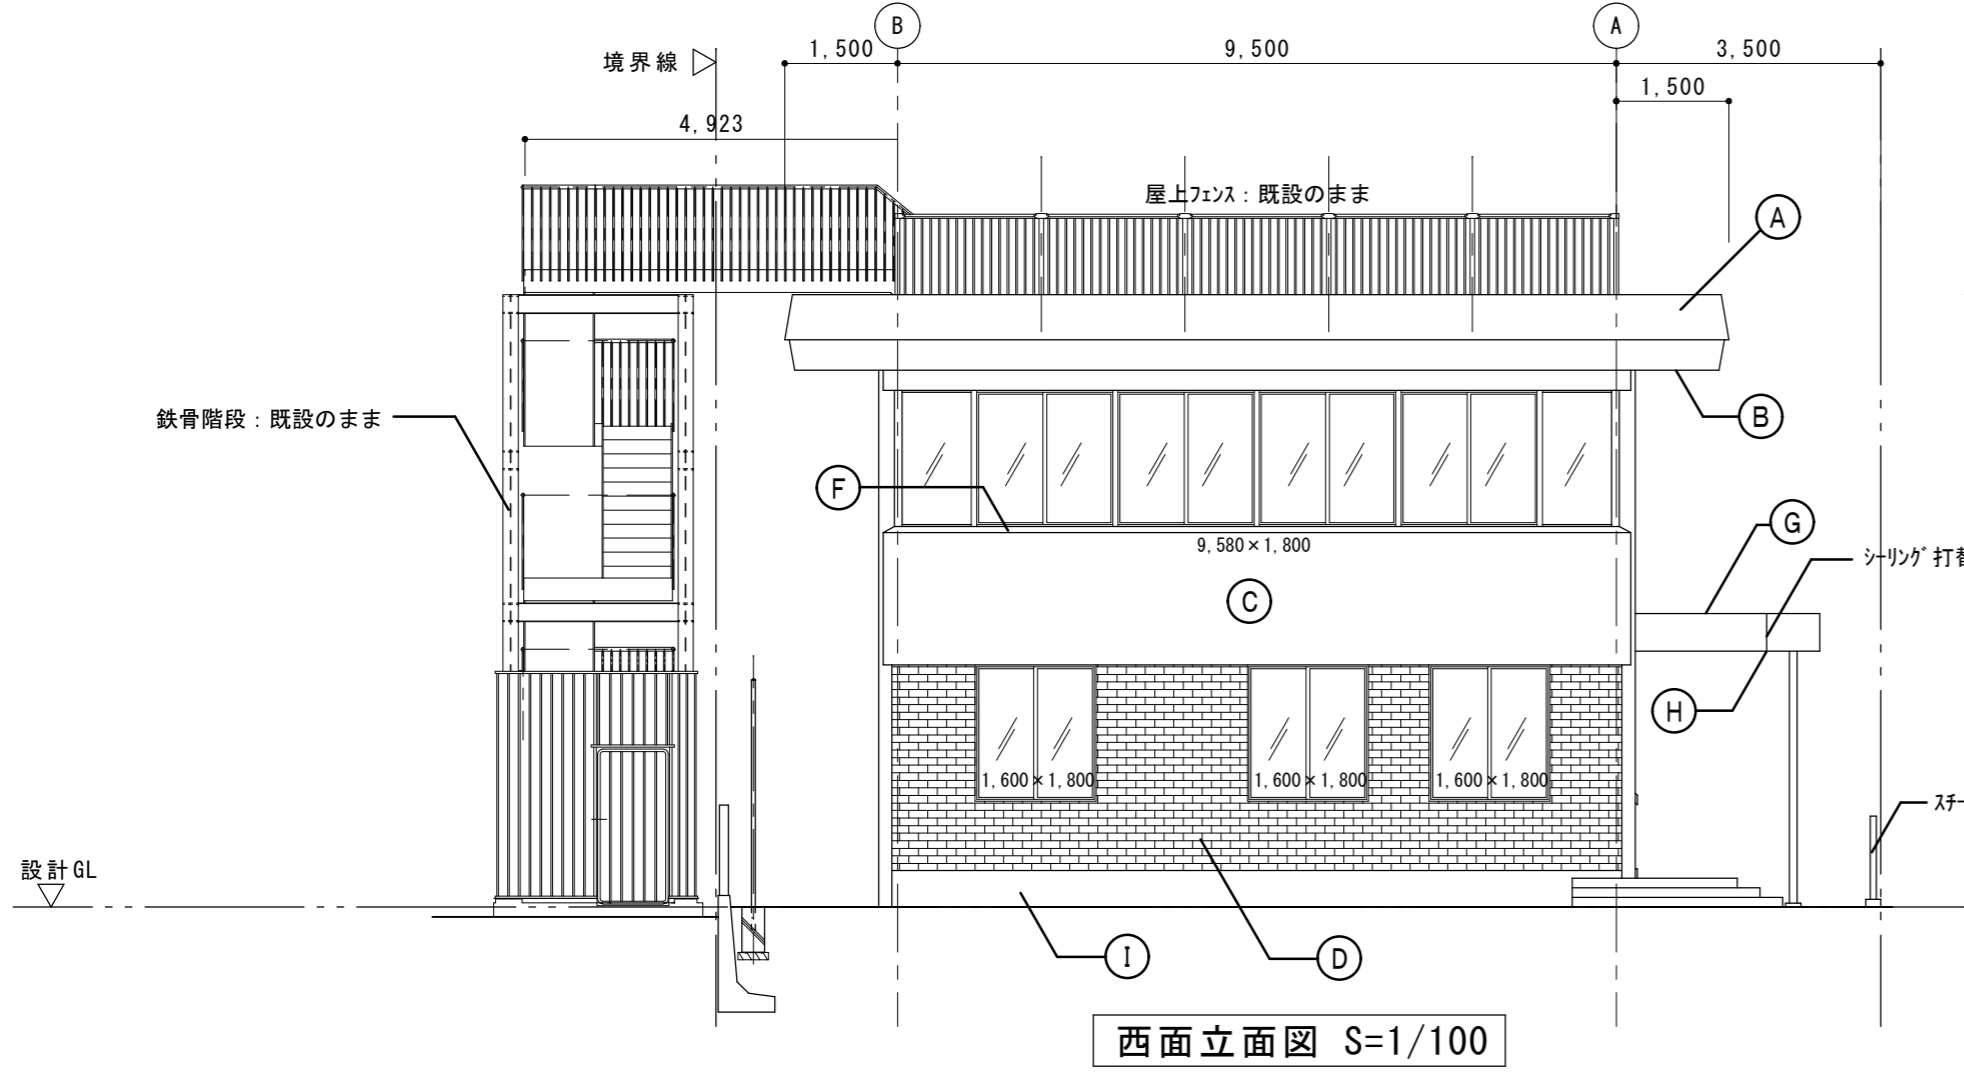 B
A
境界線
1,500
9,500
3,500
1,500
4,923
屋上フェンス：既設のまま
A
鉄骨階段：既設のまま
B
F
G
9,580×1,800
シーリング打替
C
H
1,600×1,800
1,600×1,800
1,600×1,800
スチー
設計GL
I
D
西面立面図 S=1/100